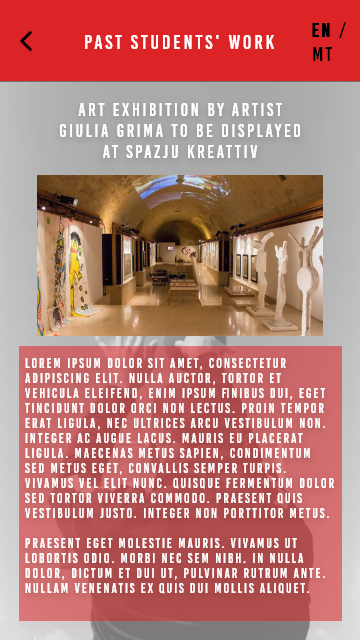 PAST STUDENTS' WORK
EN /
MT
ART EXHIBITION BY ARTIST
GIULIA GRIMA TO BE DISPLAYED
AT SPAZJU KREATTIV
LOREM IPSUM DOLOR SIT AMET, CONSECTETUR
ADIPISCING ELIT. NULLA AUCTOR, TORTOR ET
VEHICULA ELEIFEND, ENIM IPSUM FINIBUS DUI, EGET
TINCIDUNT DOLOR ORCI NON LECTUS. PROIN TEMPOR
ERAT LIGULA, NEC ULTRICES ARCU VESTIBULUM NON.
INTEGER AC AUGUE LACUS. MAURIS EU PLACERAT
LIGULA. MAECENAS METUS SAPIEN, CONDIMENTUM
SED METUS EGET, CONVALLIS SEMPER TURPIS.
VIVAMUS VEL ELIT NUNC. QUISQUE FERMENTUM DOLOR
SED TORTOR VIVERRA COMMODO. PRAESENT QUIS
VESTIBULUM JUSTO. INTEGER NON PORTTITOR METUS.
PRAESENT EGET MOLESTIE MAURIS. VIVAMUS UT
LOBORTIS ODIO. MORBI NEC SEM NIBH. IN NULLA
DOLOR, DICTUM ET DUI UT, PULVINAR RUTRUM ANTE.
NULLAM VENENATIS EX QUIS DUI MOLLIS ALIQUET.